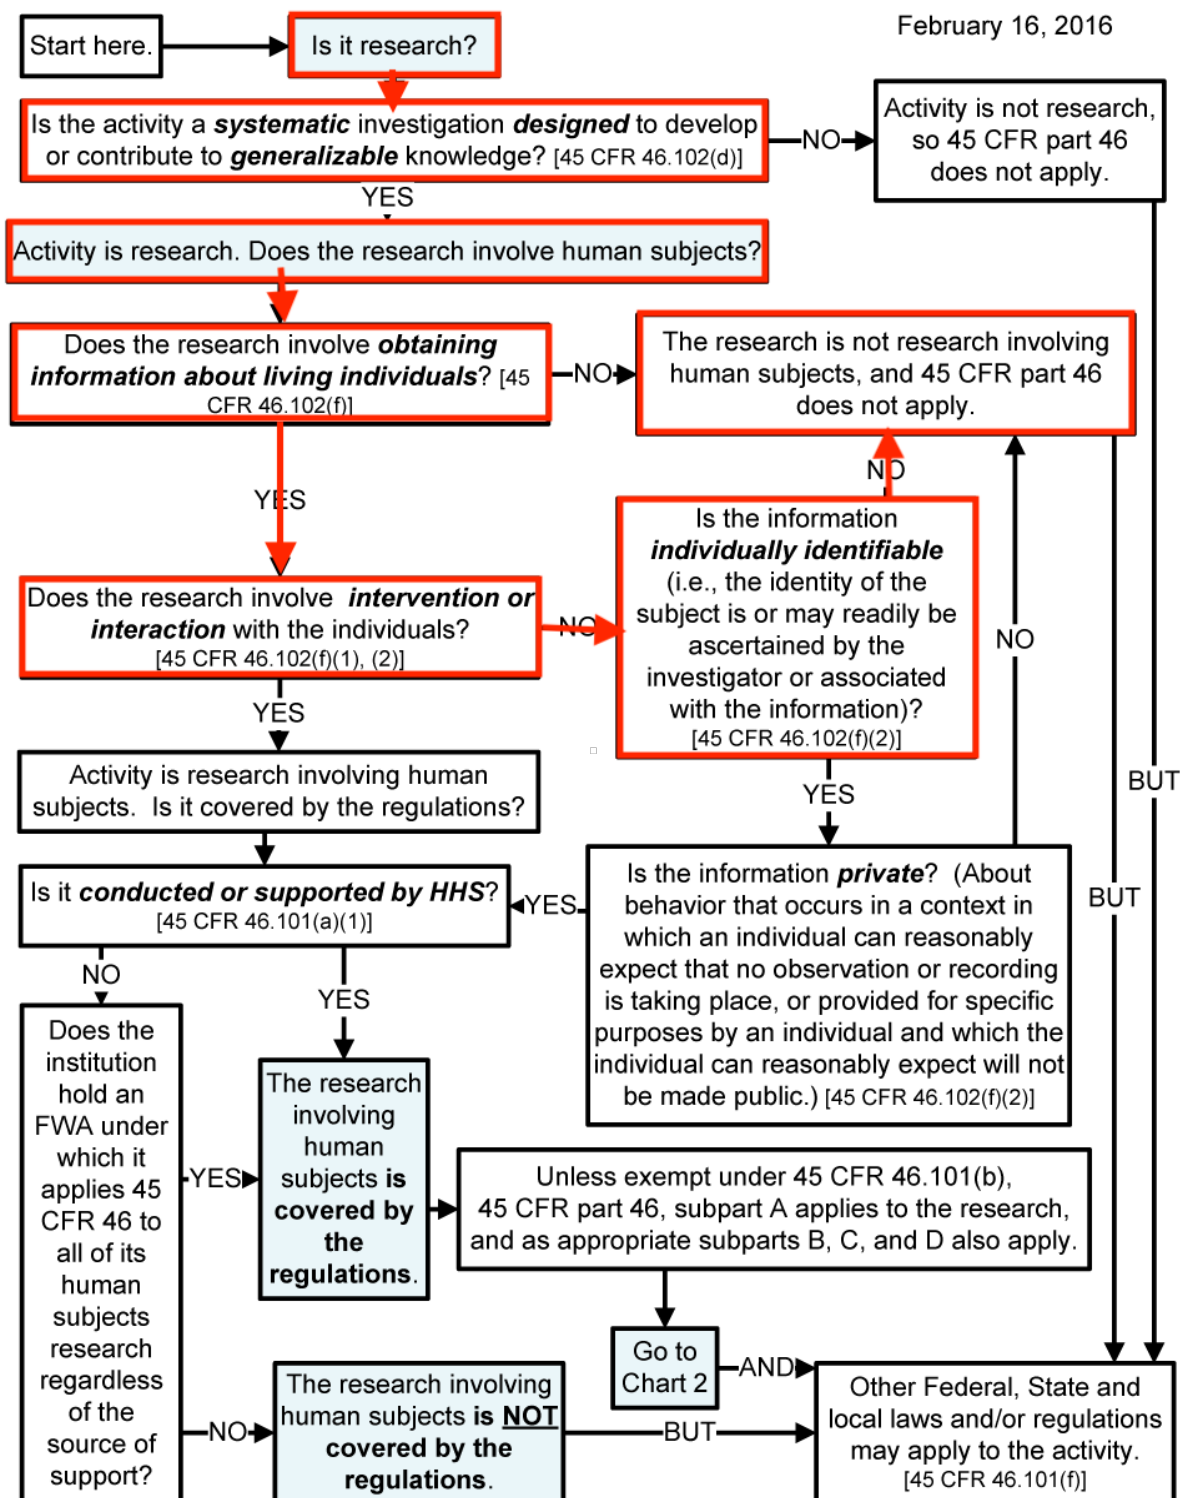 February 16, 2016
Start here.
Is it research?
Is the activity a systematic investigation designed to develop
or contribute to generalizable knowledge? [45 CFR 46.102(d)]
NO
Activity is not research,
so 45 CFR part 46
does not apply.
YES
Activity is research. Does the research involve human subjects?
Does the research involve obtaining
information about living individuals? [45
CFR 46.102(f)]
NO
The research is not research involving
human subjects, and 45 CFR part 46
does not apply.
YES
NO
Is the information
individually identifiable
(i.e., the identity of the
subject is or may readily be
ascertained by the
investigator or associated
with the information)?
[45 CFR 46.102(f)(2)]
Does the research involve intervention or
interaction with the individuals?
[45 CFR 46.102(f)(1), (2)]
NO
NO
YES
YES
BUT
Activity is research involving human
subjects. Is it covered by the regulations?
Is it conducted or supported by HHS?
[45 CFR 46.101(a)(1)]
YES
Is the information private? (About
behavior that occurs in a context in
which an individual can reasonably
expect that no observation or recording
is taking place, or provided for specific
purposes by an individual and which the
individual can reasonably expect will not
be made public.) [45 CFR 46.102(f)(2)]
BUT
NO
YES
Does the
institution
hold an
FWA under
which it
applies 45
CFR 46 to
all of its
human
subjects
research
regardless
of the
source of
support?
YES
The research
involving
human
subjects is
covered by
the
regulations.
Unless exempt under 45 CFR 46.101(b),
45 CFR part 46, subpart A applies to the research,
and as appropriate subparts B, C, and D also apply.
Go to
Chart 2
AND
NO
The research involving
human subjects is NOT
covered by the
regulations.
BUT
Other Federal, State and
local laws and/or regulations
may apply to the activity.
[45 CFR 46.101(f)]